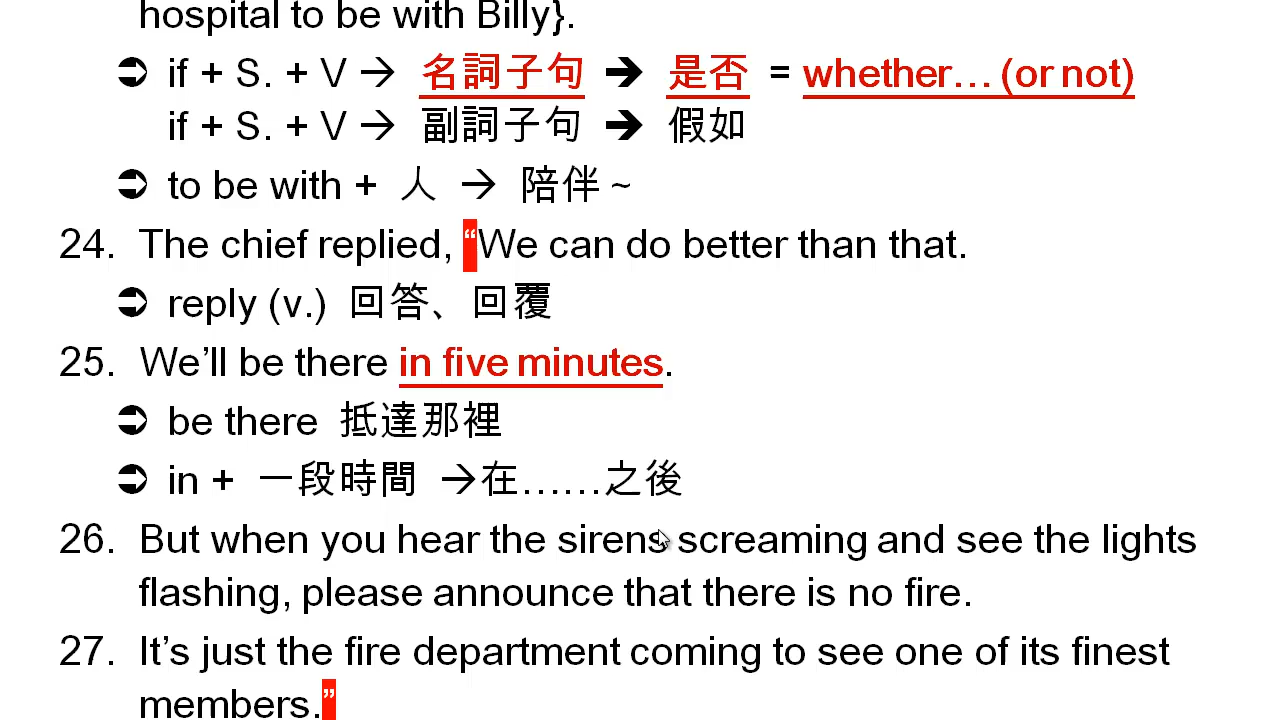 hospital to be with Billy}.
➲ if + S. + V → 名詞子句 ➔ 是否 = whether… (or not)
if + S. + V → 副詞子句 ➔ 假如
➲ to be with + 人 → 陪伴 ~
24. The chief replied, “We can do better than that.
➲ reply (v.) 回答、回覆
25. We’ll be there in five minutes.
➲ be there 抵達那裡
➲ in + 一段時間 →在……之後
26. But when you hear the sirens screaming and see the lights
flashing, please announce that there is no fire.
27. It’s just the fire department coming to see one of its finest
members.”